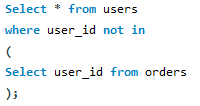 Select * from users
where user_id not in
(
Select user_id from orders
);